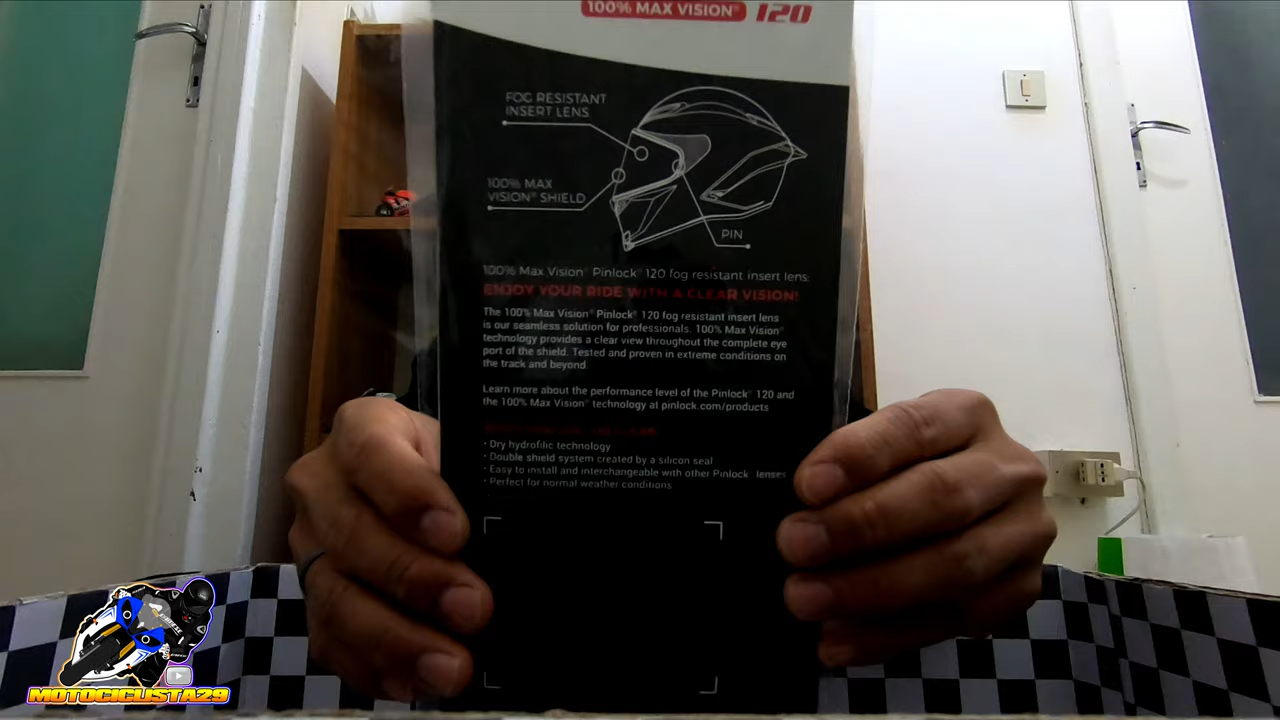 100% MAX VISION® 120
FOG RESISTANT
INSERT LENS
100% MAX
VISION® SHIELD
PIN
100% Max Vision® Pinlock® 120 fog resistant insert lens:
ENJOY YOUR RIDE WITH A CLEAR VISION!
The 100% Max Vision® Pinlock® 120 fog resistant insert lens
is our seamless solution for professionals. 100% Max Vision®
technology provides a clear view throughout the complete eye
port of the shield. Tested and proven in extreme conditions on
the track and beyond.
Learn more about the performance level of the Pinlock® 120 and
the 100% Max Vision® technology at pinlock.com/products
• Dry hydrofilic technology
• Double shield system created by a silicon seal
• Easy to install and interchangeable with other Pinlock® lenses
• Perfect for normal weather conditions
MOTOCICLISTA29